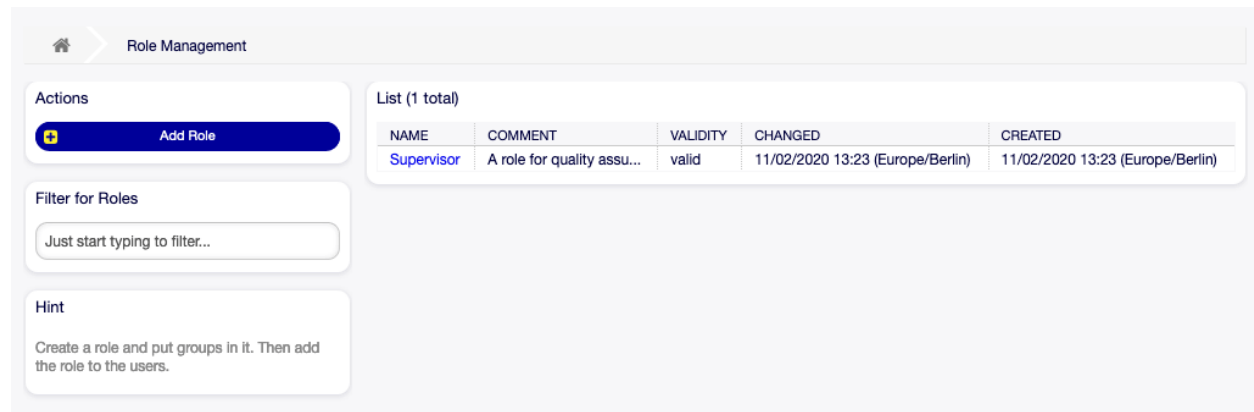 Role Management
Actions
Add Role
Filter for Roles
Just start typing to filter...
Hint
Create a role and put groups in it. Then add
the role to the users.
List (1 total)
NAME COMMENT VALIDITY CHANGED CREATED
Supervisor A role for quality assu... valid 11/02/2020 13:23 (Europe/Berlin) 11/02/2020 13:23 (Europe/Berlin)